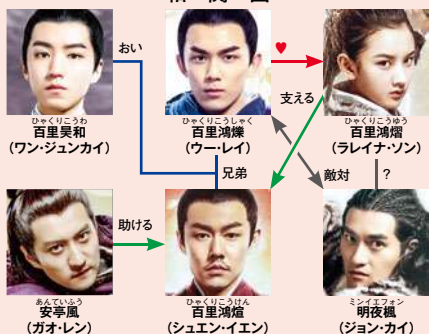 おい
♥
支える
ひゃくりこうわ
百里昊和
(ワン・ジュンカイ)
ひゃくりこうしゃく
百里鴻爍
(ウー・レイ)
ひゃくりこうゆう
百里鴻熠
(ラレイナ・ソン)
兄弟
敵対
?
助ける
あんていふう
安亭風
(ガオ・レン)
ひゃくりこうけん
百里鴻煊
(シュエン・イエン)
ミンイエフォン
明夜楓
(ジョン・カイ)